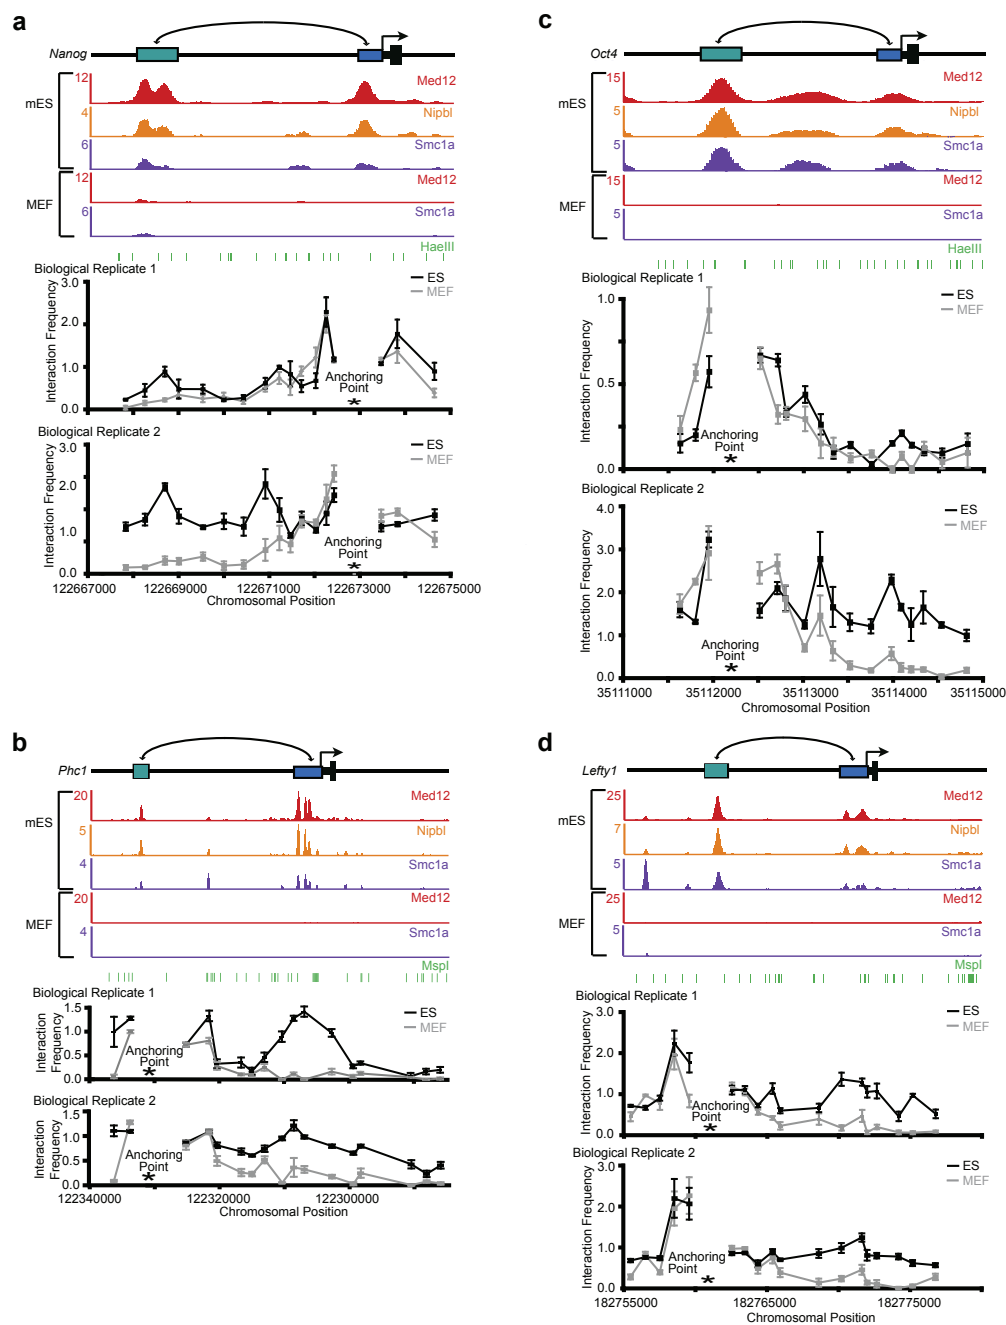 a
Nanog
12
Med12
mES
4
Nipbl
6
Smc1a
12
Med12
MEF
6
Smc1a
HaeIII
Biological Replicate 1
3.0
ES
MEF
2.0
Interaction Frequency
1.0
Anchoring
Point
*
0.0
Biological Replicate 2
3.0
ES
MEF
2.0
Interaction Frequency
1.0
Anchoring
Point
*
0.0
122667000 122669000 122671000 122673000 122675000
Chromosomal Position
b
Phc1
20
Med12
mES
5
Nipbl
4
Smc1a
20
Med12
MEF
4
Smc1a
MspI
Biological Replicate 1
1.5
ES
MEF
1.0
Interaction
Frequency
0.5
Anchoring
Point
*
0.0
Biological Replicate 2
1.5
ES
MEF
1.0
Interaction
Frequency
0.5
Anchoring
Point
*
0.0
122340000 122320000 122300000
Chromosomal Position
c
Oct4
15
Med12
mES
5
Nipbl
5
Smc1a
15
Med12
MEF
5
Smc1a
HaeIII
Biological Replicate 1
1.0
ES
MEF
Interaction Frequency
0.5
Anchoring
Point
*
0.0
Biological Replicate 2
4.0
ES
MEF
3.0
Interaction Frequency
2.0
1.0
Anchoring
Point
*
0.0
35111000 35112000 35113000 35114000 35115000
Chromosomal Position
d
Lefty1
25
Med12
mES
7
Nipbl
5
Smc1a
25
Med12
MEF
5
Smc1a
MspI
Biological Replicate 1
3.0
ES
MEF
2.0
Interaction Frequency
1.0
Anchoring
Point
*
0.0
Biological Replicate 2
3.0
ES
MEF
2.0
Interaction Frequency
1.0
Anchoring
Point
*
0.0
182755000 182765000 182775000
Chromosomal Position